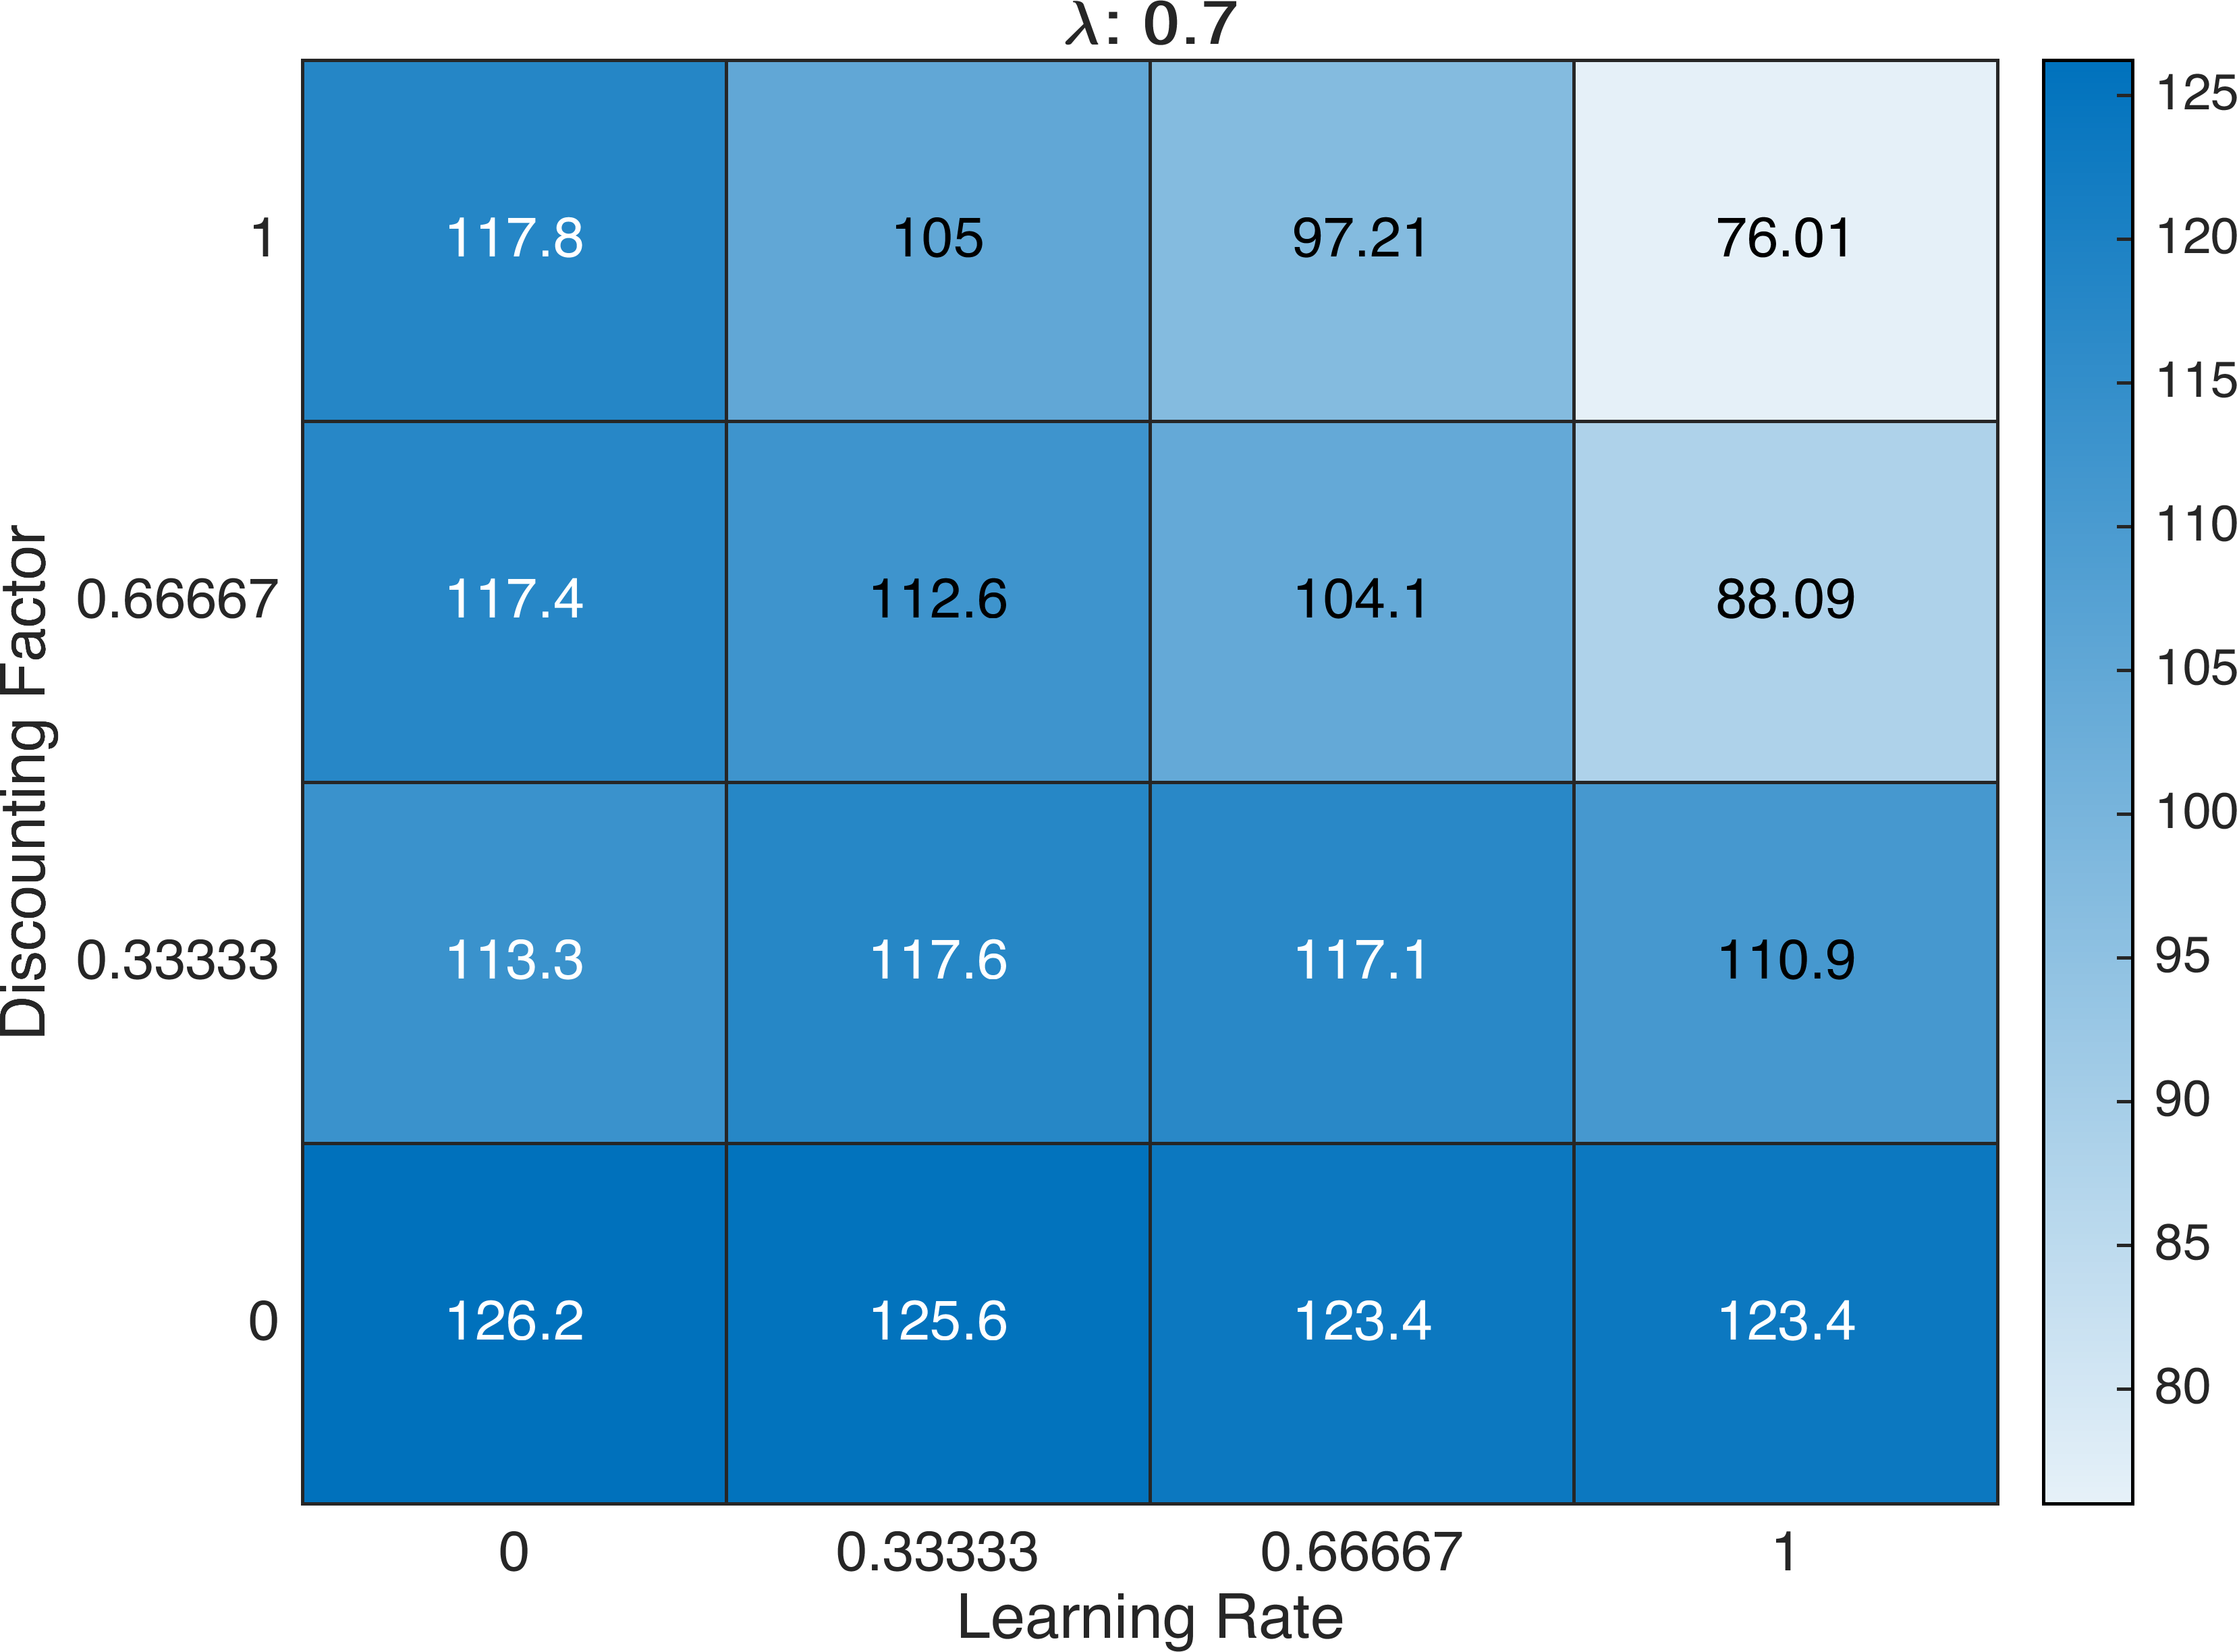 λ: 0.7
Discounting Factor
1
117.8 105 97.21 76.01
0.66667
117.4 112.6 104.1 88.09
0.33333
113.3 117.6 117.1 110.9
0
126.2 125.6 123.4 123.4
0 0.33333 0.66667 1
Learning Rate
125
120
115
110
105
100
95
90
85
80